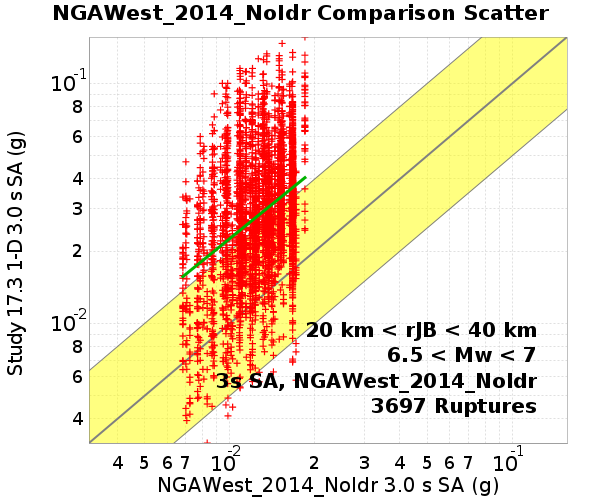 NGAWest_2014_NoIdr Comparison Scatter
Study 17.3 1-D 3.0 s SA (g)
10⁻¹
8
6
4
3
2
10⁻²
8
6
4
20 km < rJB < 40 km
6.5 < Mw < 7
3s SA, NGAWest_2014_NoIdr
3697 Ruptures
4 5 6 7 10⁻² 2 3 4 5 6 7 10⁻¹
NGAWest_2014_NoIdr 3.0 s SA (g)